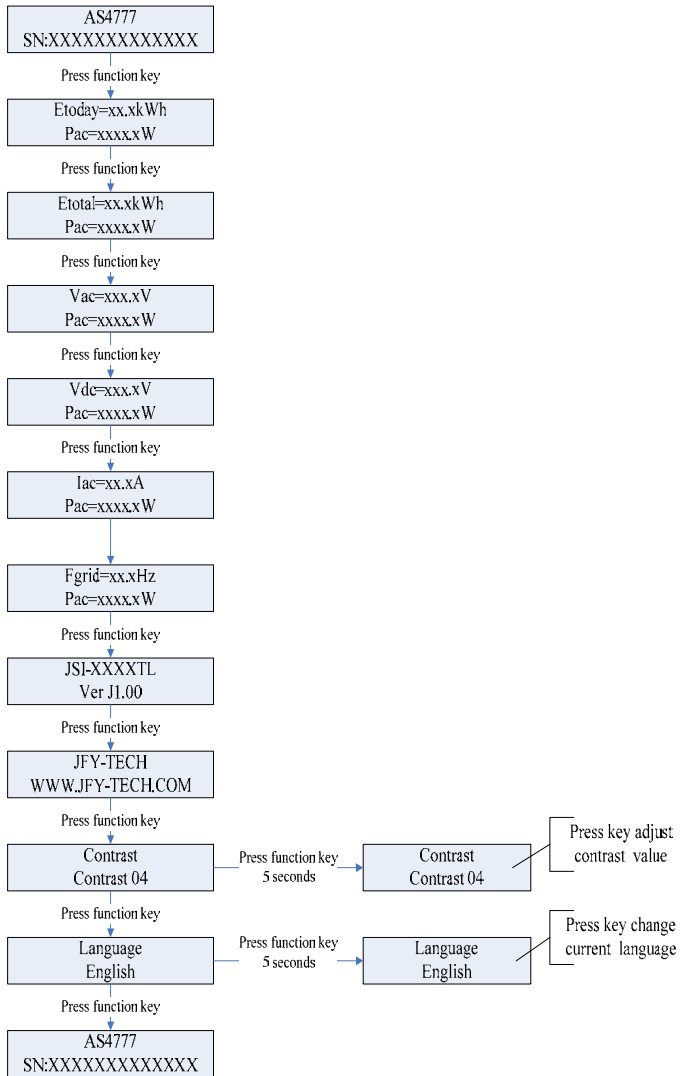 AS4777
SN:XXXXXXXXXXXXX
Press function key
Etoday=xx.xkWh
Pac=xxxx.xW
Press function key
Etotal=xx.xkWh
Pac=xxxx.xW
Press function key
Vac=xxx.xV
Pac=xxxx.xW
Press function key
Vdc=xxx.xV
Pac=xxxx.xW
Press function key
Iac=xx.xA
Pac=xxxx.xW
Fgrid=xx.xHz
Pac=xxxx.xW
Press function key
JSI-XXXXTL
Ver J1.00
Press function key
JFY-TECH
WWW.JFY-TECH.COM
Press function key
Contrast
Contrast 04
Press function key
5 seconds
Contrast
Contrast 04
Press key adjust
contrast value
Press function key
Language
English
Press function key
5 seconds
Language
English
Press key change
current language
Press function key
AS4777
SN:XXXXXXXXXXXXX